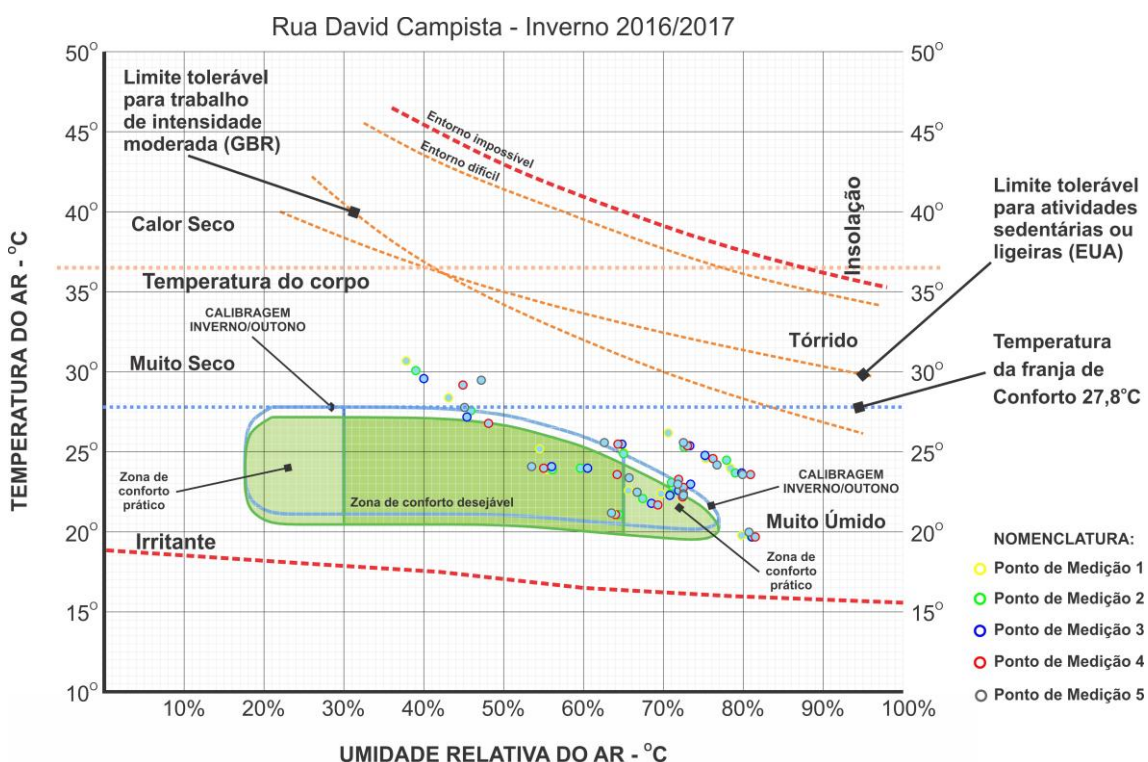 Rua David Campista - Inverno 2016/2017
50°
50°
Limite tolerável
para trabalho
de intensidade
moderada (GBR)
45°
45°
Entorno impossível
Entorno difícil
Insolação
Limite tolerável
para atividades
sedentárias ou
ligeiras (EUA)
40°
40°
Calor Seco
Temperatura do corpo
35°
35°
CALIBRAGEM
INVERNO/OUTONO
Tórrido
Muito Seco
30°
30°
Temperatura
da franja de
Conforto 27,8°C
25°
25°
Zona de
conforto
prático
Zona de conforto desejável
CALIBRAGEM
INVERNO/OUTONO
Muito Úmido
20°
20°
Irritante
Zona de
conforto
prático
15°
15°
10°
NOMENCLATURA:
Ponto de Medição 1
Ponto de Medição 2
Ponto de Medição 3
Ponto de Medição 4
Ponto de Medição 5
10% 20% 30% 40% 50% 60% 70% 80% 90% 100%
TEMPERATURA DO AR - °C
UMIDADE RELATIVA DO AR - °C